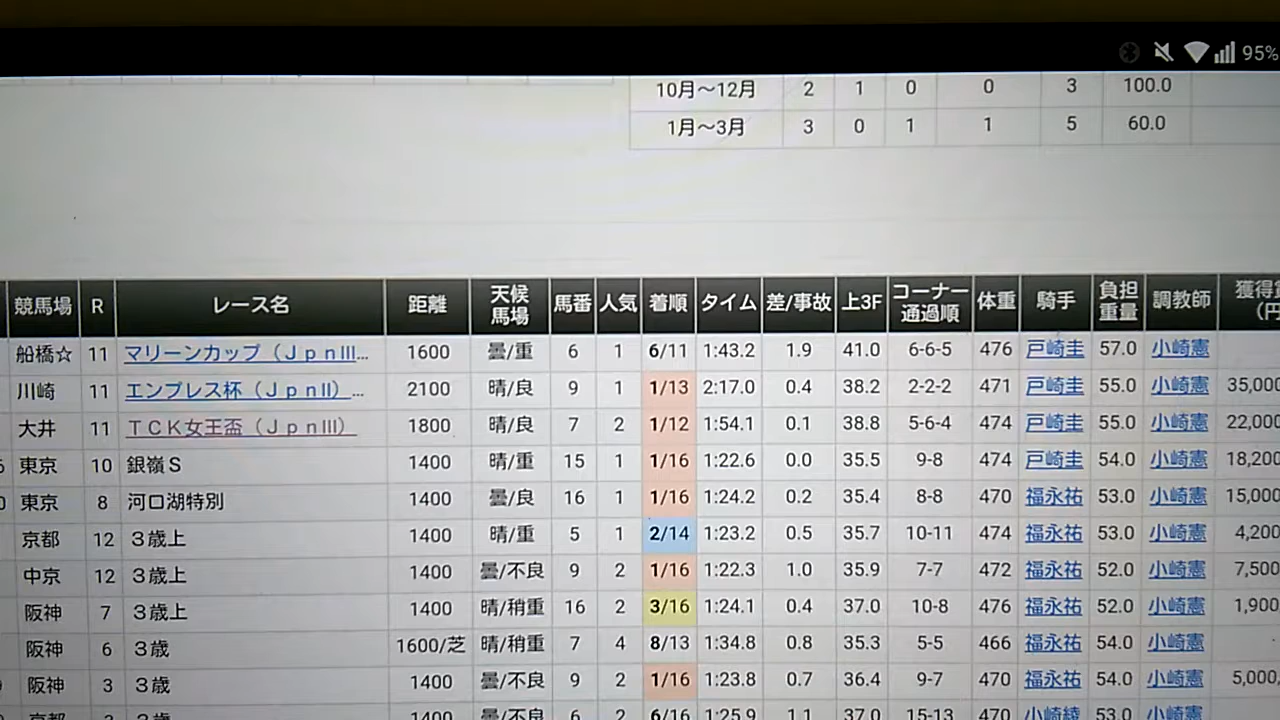 95%
10月～12月 2 1 0 0 3 100.0
1月～3月 3 0 1 1 5 60.0
競馬場 R レース名 距離 天候馬場 馬番 人気 着順 タイム 差/事故 上3F コーナー通過順 体重 騎手 負担重量 調教師 獲得
船橋☆ 11 マリーンカップ（ＪｐｎⅢ... 1600 曇/重 6 1 6/11 1:43.2 1.9 41.0 6-6-5 476 戸崎圭 57.0 小崎憲
川崎 11 エンプレス杯（ＪｐｎⅡ）... 2100 晴/良 9 1 1/13 2:17.0 0.4 38.2 2-2-2 471 戸崎圭 55.0 小崎憲 35,000
大井 11 ＴＣＫ女王盃（ＪｐｎⅢ） 1800 晴/良 7 2 1/12 1:54.1 0.1 38.8 5-6-4 474 戸崎圭 55.0 小崎憲 22,000
東京 10 銀嶺Ｓ 1400 晴/重 15 1 1/16 1:22.6 0.0 35.5 9-8 474 戸崎圭 54.0 小崎憲 18,200
東京 8 河口湖特別 1400 曇/良 16 1 1/16 1:24.2 0.2 35.4 8-8 470 福永祐 53.0 小崎憲 15,000
京都 12 ３歳上 1400 晴/重 5 1 2/14 1:23.2 0.5 35.7 10-11 474 福永祐 53.0 小崎憲 4,200
中京 12 ３歳上 1400 曇/不良 9 2 1/16 1:22.3 1.0 35.9 7-7 472 福永祐 52.0 小崎憲 7,500
阪神 7 ３歳上 1400 晴/稍重 16 2 3/16 1:24.1 0.4 37.0 10-8 476 福永祐 52.0 小崎憲 1,900
阪神 6 ３歳 1600/芝 晴/稍重 7 4 8/13 1:34.8 0.8 35.3 5-5 466 福永祐 54.0 小崎憲
阪神 3 ３歳 1400 曇/不良 9 2 1/16 1:23.8 0.7 36.4 9-7 470 福永祐 54.0 小崎憲 5,000,
京都 3 ３歳 1400 曇/不良 6 2 6/16 1:25.9 1.1 37.0 15-13 470 小崎綾 53.0 小崎憲